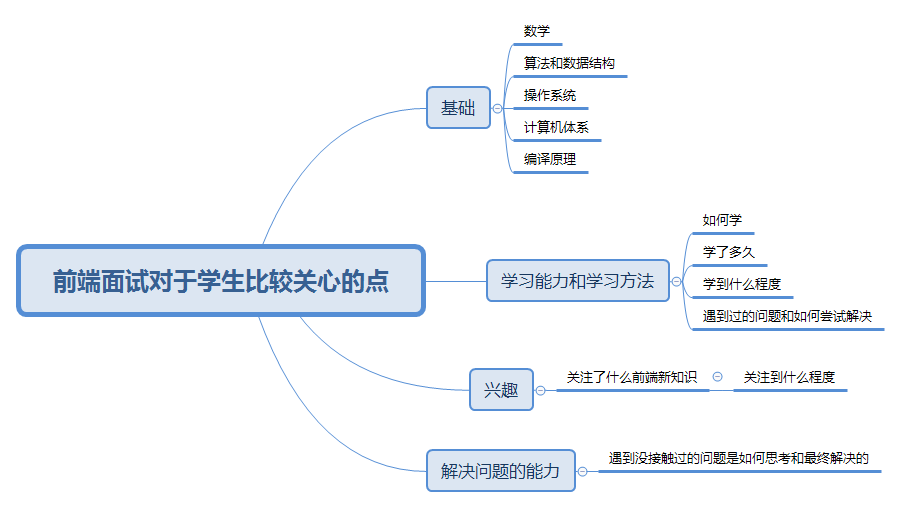 前端面试对于学生比较关心的点
基础
数学
算法和数据结构
操作系统
计算机体系
编译原理
学习能力和学习方法
如何学
学了多久
学到什么程度
遇到过的问题和如何尝试解决
兴趣
关注了什么前端新知识
关注到什么程度
解决问题的能力
遇到没接触过的问题是如何思考和最终解决的